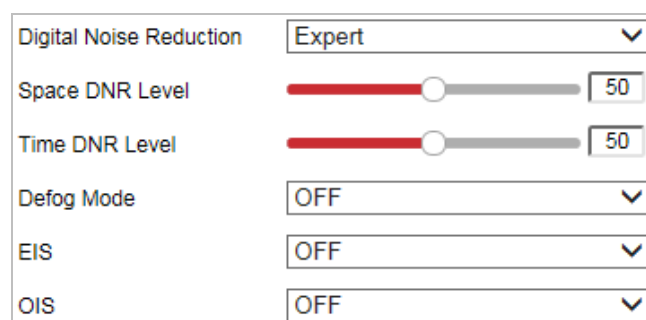 Digital Noise Reduction Expert
Space DNR Level 50
Time DNR Level 50
Defog Mode OFF
EIS OFF
OIS OFF